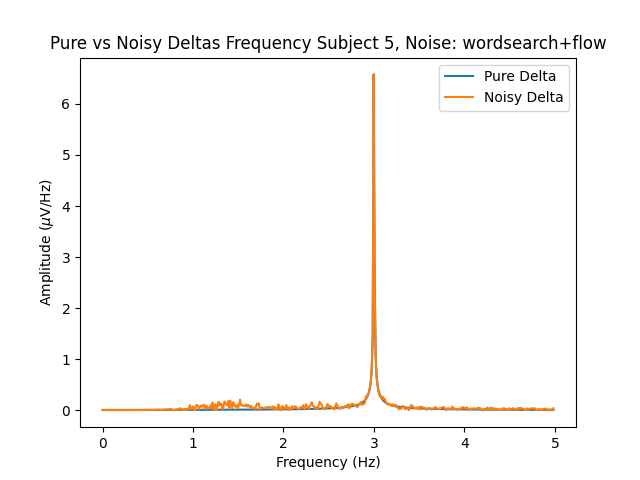 Pure vs Noisy Deltas Frequency Subject 5, Noise: wordsearch+flow
Pure Delta
Noisy Delta
Amplitude (μV/Hz)
6
5
4
3
2
1
0
0 1 2 3 4 5
Frequency (Hz)